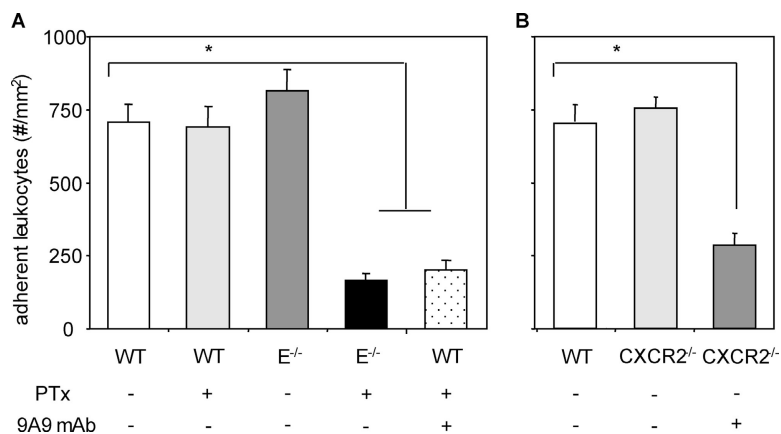 A
B
adherent leukocytes (#/mm²)
1000
750
500
250
0
*
*
WT WT E-/- E-/- WT WT CXCR2-/- CXCR2-/-
PTx - + - + + - - -
9A9 mAb - - - - + - - +